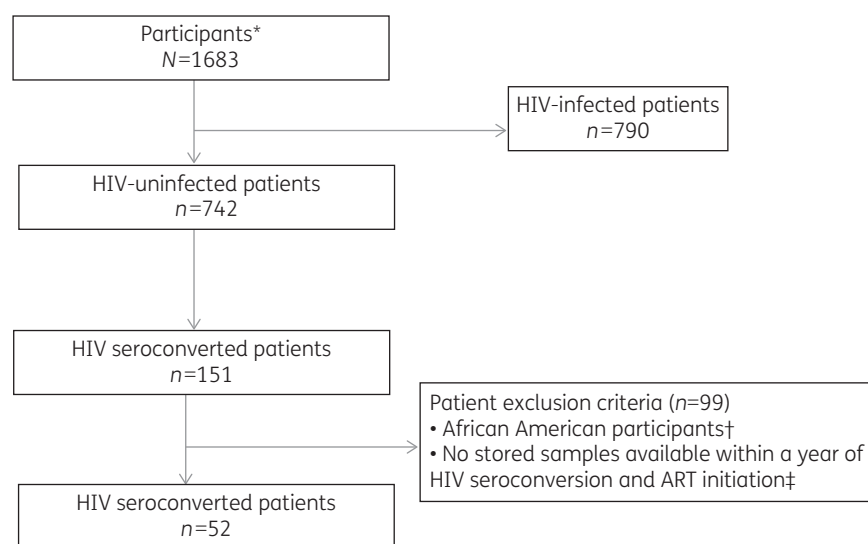 Participants*
N=1683
HIV-infected patients
n=790
HIV-uninfected patients
n=742
HIV seroconverted patients
n=151
Patient exclusion criteria (n=99)
• African American participants†
• No stored samples available within a year of
HIV seroconversion and ART initiation‡
HIV seroconverted patients
n=52